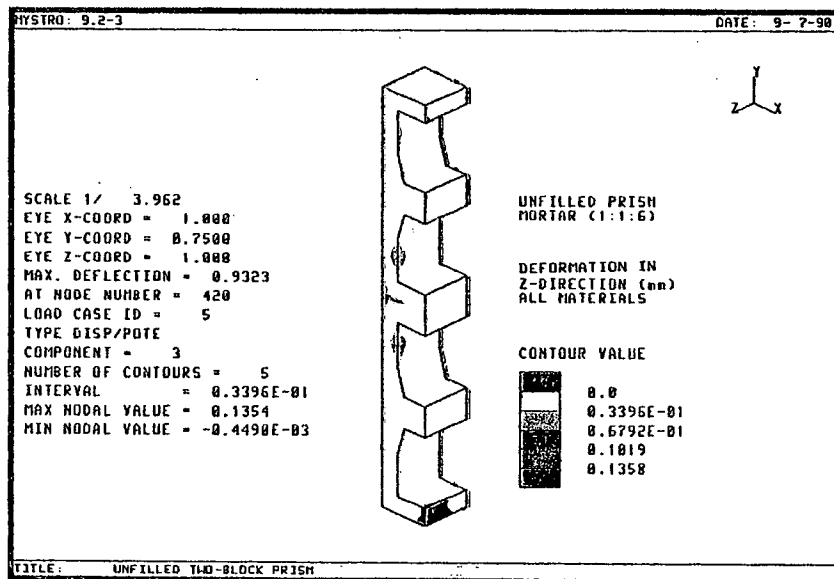 MYSTRO: 9.2-3
DATE: 9- 7-90
Y
Z X
SCALE 1/ 3.962
EYE X-COORD = 1.000
EYE Y-COORD = 0.7500
EYE Z-COORD = 1.000
MAX. DEFLECTION = 0.9323
AT NODE NUMBER = 420
LOAD CASE ID = 5
TYPE DISP/POTE
COMPONENT = 3
NUMBER OF CONTOURS = 5
INTERVAL = 0.3396E-01
MAX NODAL VALUE = 0.1354
MIN NODAL VALUE = -0.4490E-03
UNFILLED PRISM
MORTAR (1:1:6)
DEFORMATION IN
Z-DIRECTION (mm)
ALL MATERIALS
CONTOUR VALUE
0.0
0.3396E-01
0.6792E-01
0.1019
0.1358
TITLE: UNFILLED TWO-BLOCK PRISM